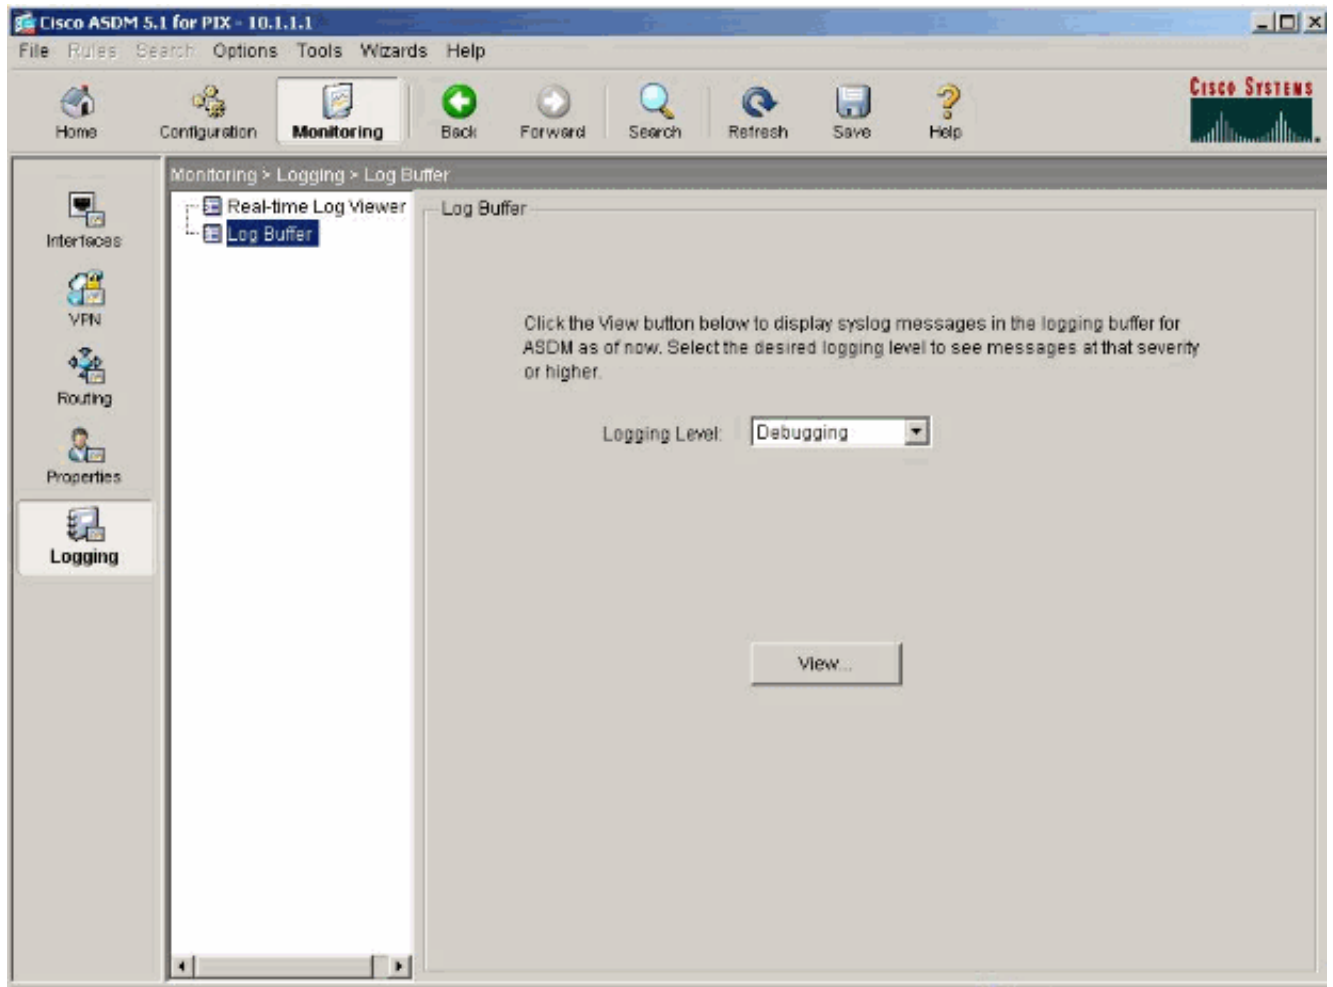 Cisco ASDM 5.1 for PIX - 10.1.1.1
File Rules Search Options Tools Wizards Help
Home Configuration Monitoring Back Forward Search Refresh Save Help
CISCO SYSTEMS
Monitoring > Logging > Log Buffer
Interfaces
VPN
Routing
Properties
Logging
Real-time Log Viewer
Log Buffer
Log Buffer
Click the View button below to display syslog messages in the logging buffer for
ASDM as of now. Select the desired logging level to see messages at that severity
or higher.
Logging Level: Debugging
View...